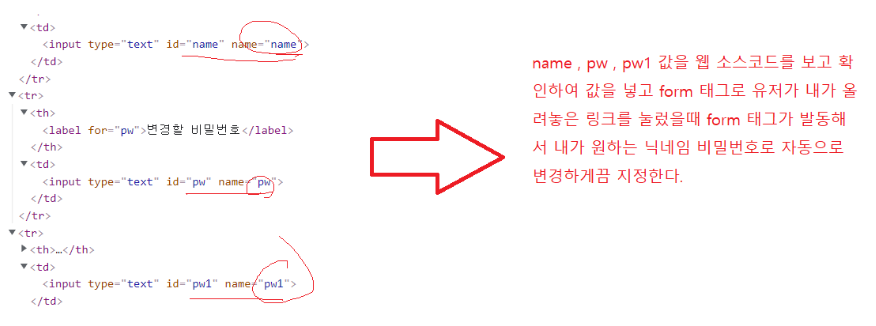 ▼<td>
<input type="text" id="name" name="name">
</td>
</tr>
▼<tr>
▼<th>
<label for="pw">변경할 비밀번호</label>
</th>
▼<td>
<input type="text" id="pw" name="pw">
</td>
</tr>
▼<tr>
▶<th>…</th>
▼<td>
<input type="text" id="pw1" name="pw1">
</td>
name , pw , pw1 값을 웹 소스코드를 보고 확
인하여 값을 넣고 form 태그로 유저가 내가 올
려놓은 링크를 눌렀을때 form 태그가 발동해
서 내가 원하는 닉네임 비밀번호로 자동으로
변경하게끔 지정한다.